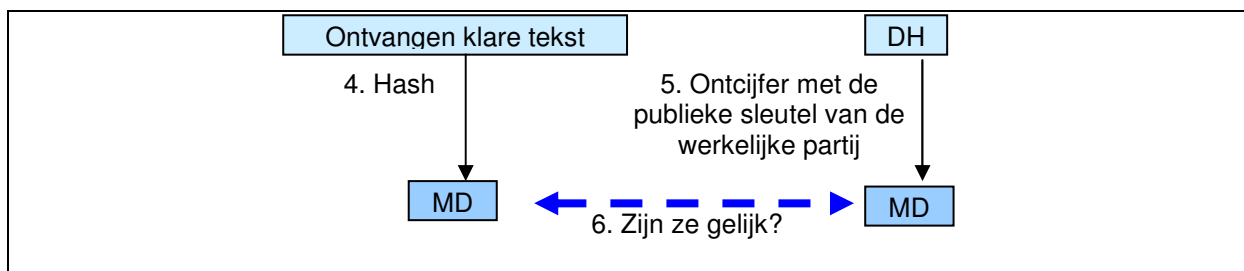 Ontvangen klare tekst
DH
4. Hash
5. Ontcijfer met de
publieke sleutel van de
werkelijke partij
MD
MD
6. Zijn ze gelijk?